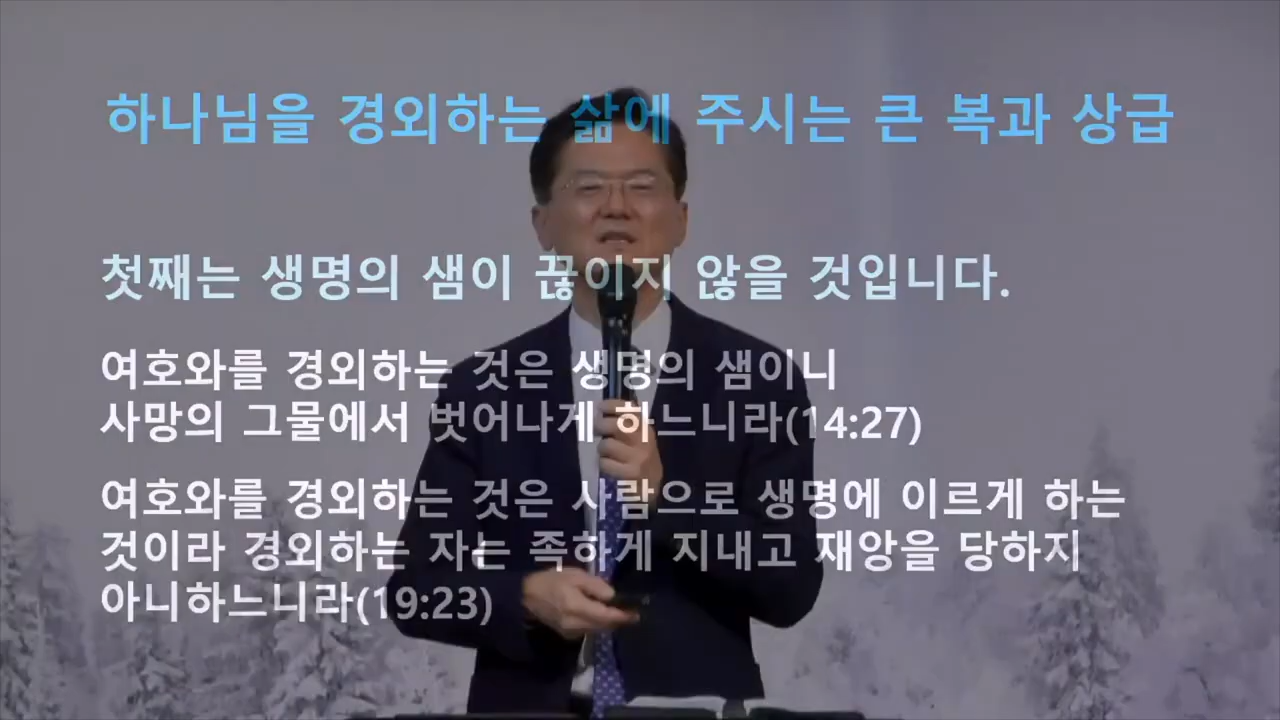 하나님을 경외하는 삶에 주시는 큰 복과 상급
첫째는 생명의 샘이 끊이지 않을 것입니다.
여호와를 경외하는 것은 생명의 샘이니
사망의 그물에서 벗어나게 하느니라(14:27)
여호와를 경외하는 것은 사람으로 생명에 이르게 하는
것이라 경외하는 자는 족하게 지내고 재앙을 당하지
아니하느니라(19:23)